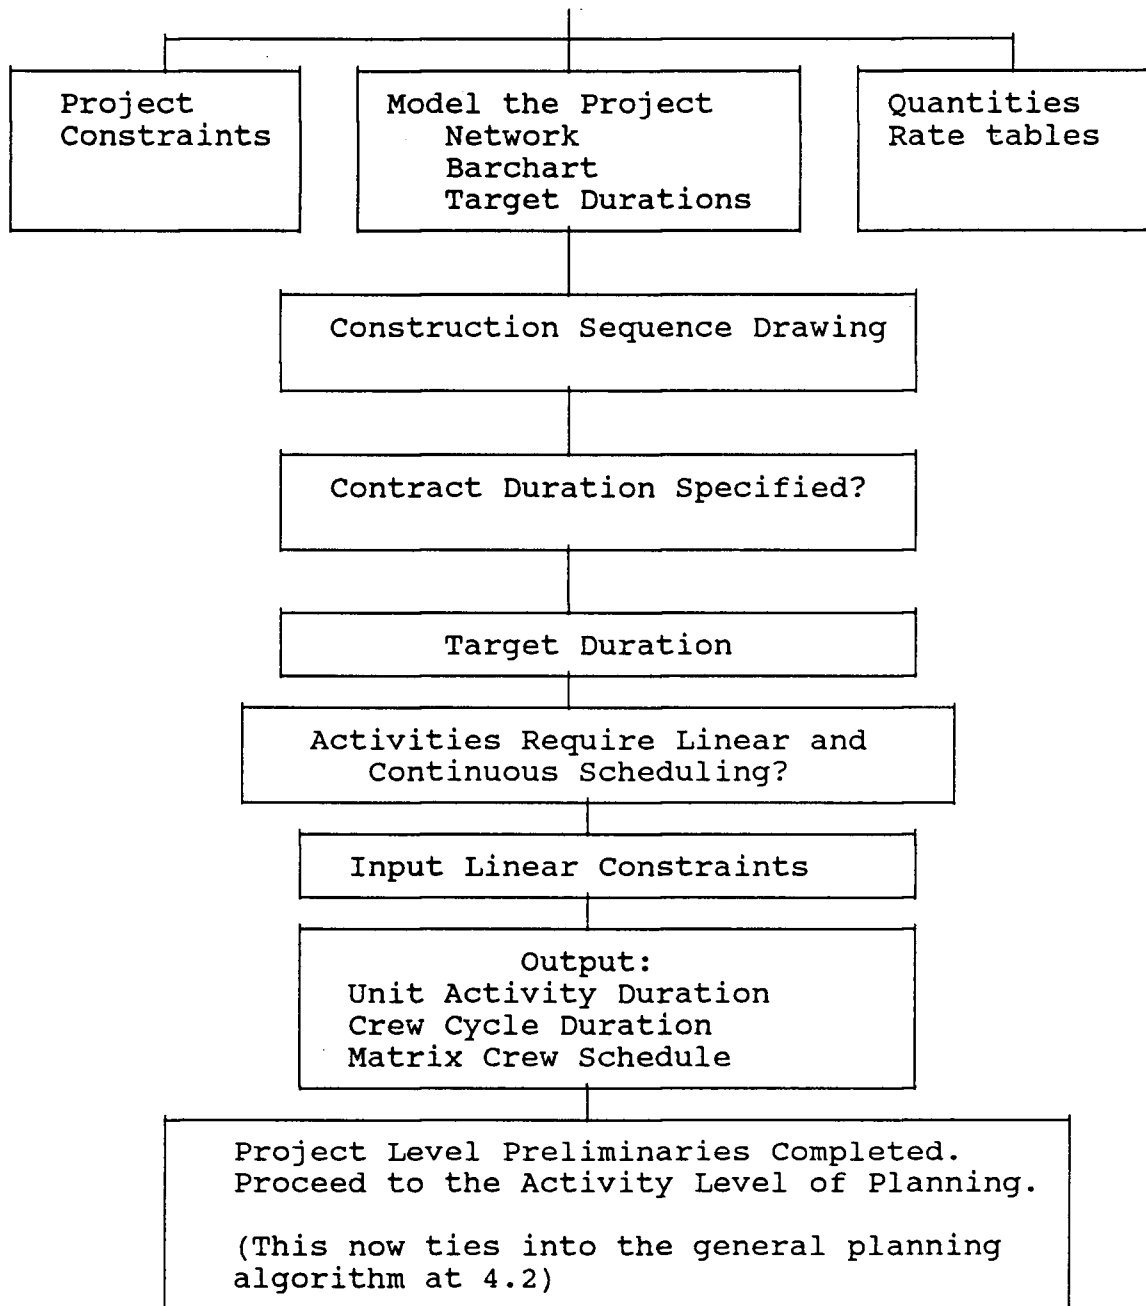 Project
Constraints
Model the Project
Network
Barchart
Target Durations
Quantities
Rate tables
Construction Sequence Drawing
Contract Duration Specified?
Target Duration
Activities Require Linear and
Continuous Scheduling?
Input Linear Constraints
Output:
Unit Activity Duration
Crew Cycle Duration
Matrix Crew Schedule
Project Level Preliminaries Completed.
Proceed to the Activity Level of Planning.
(This now ties into the general planning
algorithm at 4.2)